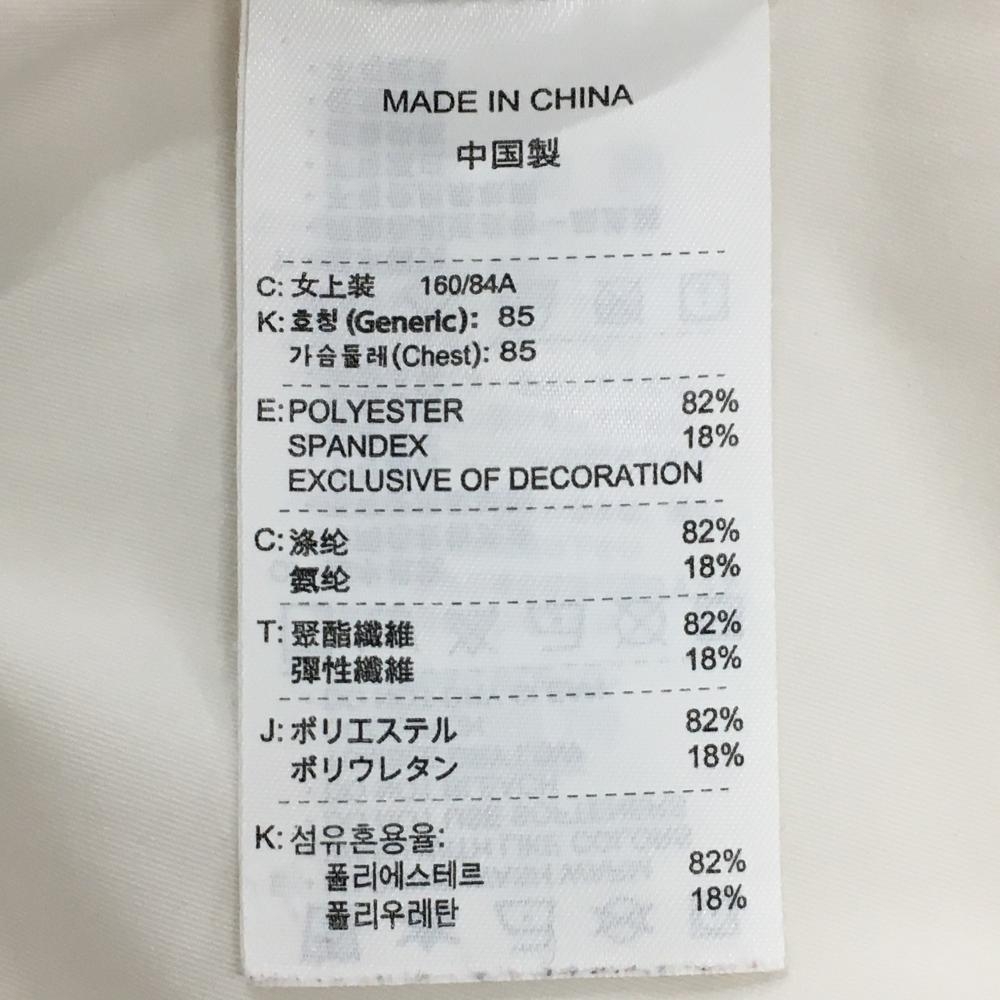 MADE IN CHINA
中国製
C: 女上装 160/84A
K: 호칭 (Generic): 85
가슴둘레(Chest): 85
E: POLYESTER 82%
SPANDEX 18%
EXCLUSIVE OF DECORATION
C: 涤纶 82%
氨纶 18%
T: 聚酯纖維 82%
彈性纖維 18%
J: ポリエステル 82%
ポリウレタン 18%
K: 섬유혼용율:
폴리에스테르 82%
폴리우레탄 18%